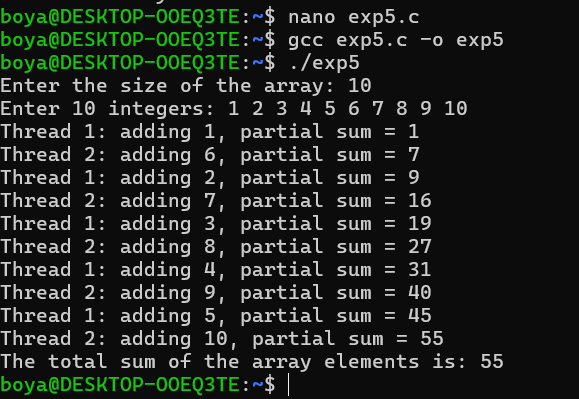 boya@DESKTOP-OOEQ3TE:~$ nano exp5.c
boya@DESKTOP-OOEQ3TE:~$ gcc exp5.c -o exp5
boya@DESKTOP-OOEQ3TE:~$ ./exp5
Enter the size of the array: 10
Enter 10 integers: 1 2 3 4 5 6 7 8 9 10
Thread 1: adding 1, partial sum = 1
Thread 2: adding 6, partial sum = 7
Thread 1: adding 2, partial sum = 9
Thread 2: adding 7, partial sum = 16
Thread 1: adding 3, partial sum = 19
Thread 2: adding 8, partial sum = 27
Thread 1: adding 4, partial sum = 31
Thread 2: adding 9, partial sum = 40
Thread 1: adding 5, partial sum = 45
Thread 2: adding 10, partial sum = 55
The total sum of the array elements is: 55
boya@DESKTOP-OOEQ3TE:~$